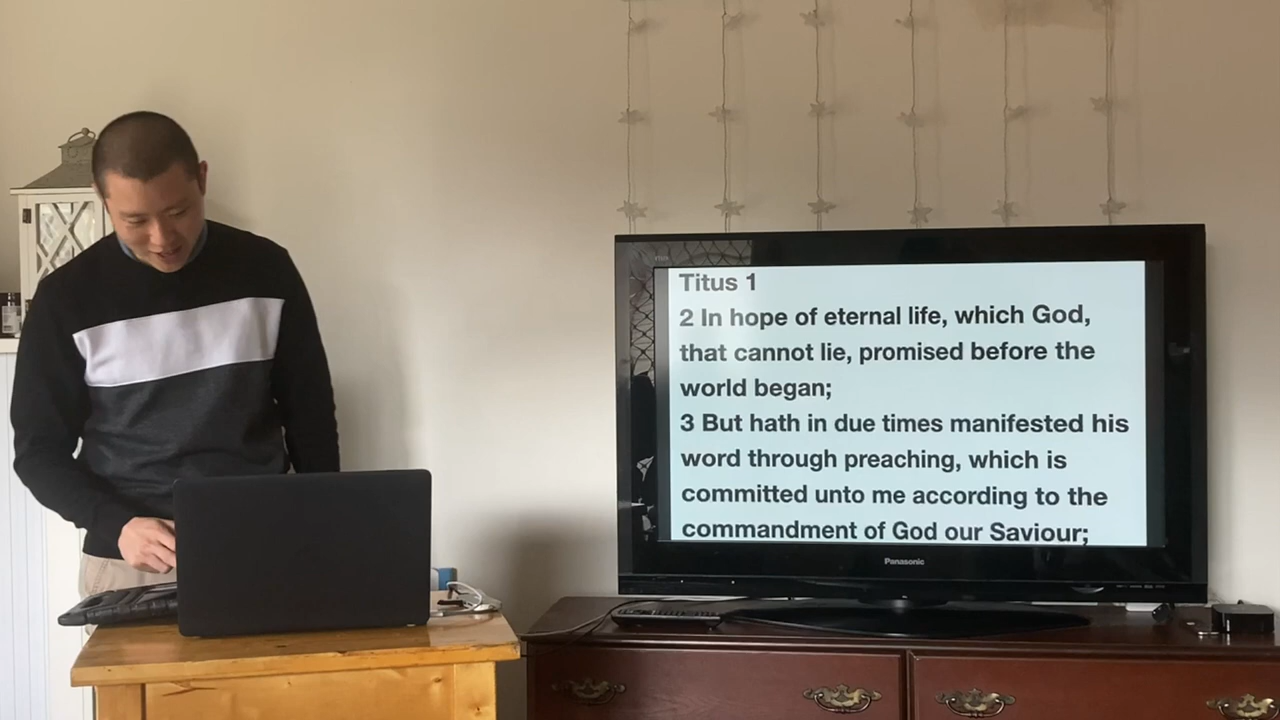 Titus 1
2 In hope of eternal life, which God,
that cannot lie, promised before the
world began;
3 But hath in due times manifested his
word through preaching, which is
committed unto me according to the
commandment of God our Saviour;
Panasonic